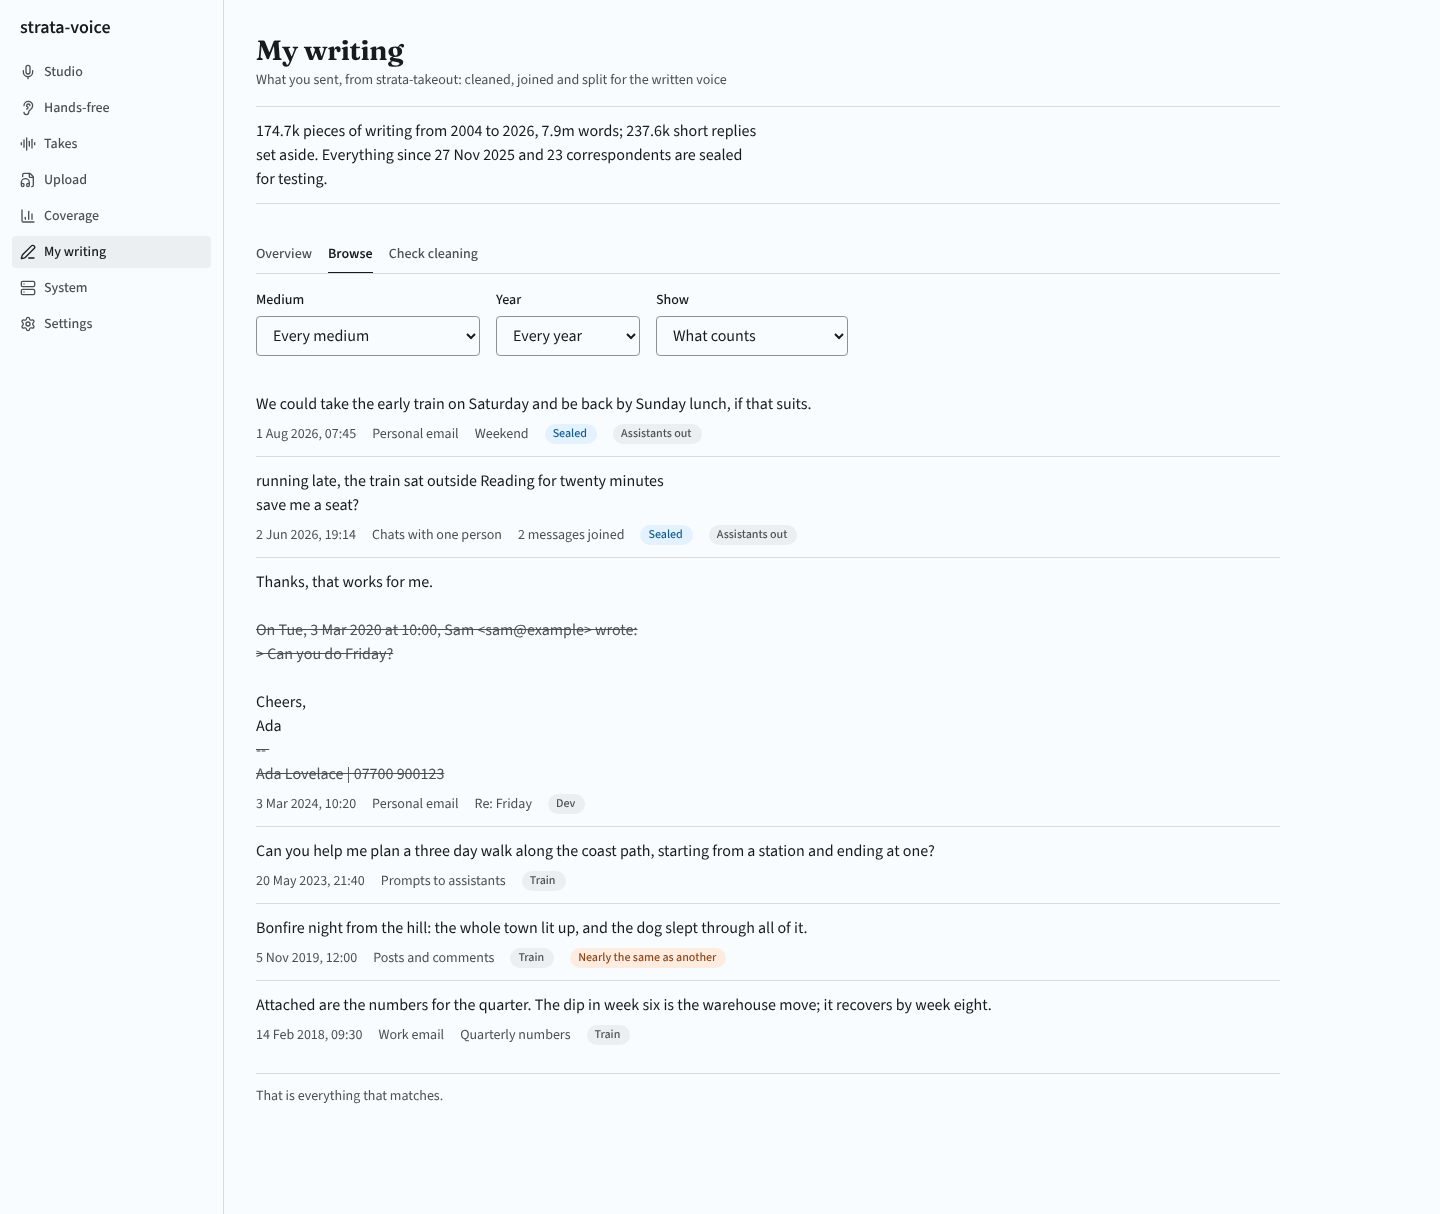 strata-voice
Studio
Hands-free
Takes
Upload
Coverage
My writing
System
Settings
My writing
What you sent, from strata-takeout: cleaned, joined and split for the written voice
174.7k pieces of writing from 2004 to 2026, 7.9m words; 237.6k short replies
set aside. Everything since 27 Nov 2025 and 23 correspondents are sealed
for testing.
Overview Browse Check cleaning
Medium Year Show
Every medium Every year What counts
We could take the early train on Saturday and be back by Sunday lunch, if that suits.
1 Aug 2026, 07:45 Personal email Weekend Sealed Assistants out
running late, the train sat outside Reading for twenty minutes
save me a seat?
2 Jun 2026, 19:14 Chats with one person 2 messages joined Sealed Assistants out
Thanks, that works for me.
On Tue, 3 Mar 2020 at 10:00, Sam <sam@example> wrote:
> Can you do Friday?
Cheers,
Ada
--
Ada Lovelace | 07700 900123
3 Mar 2024, 10:20 Personal email Re: Friday Dev
Can you help me plan a three day walk along the coast path, starting from a station and ending at one?
20 May 2023, 21:40 Prompts to assistants Train
Bonfire night from the hill: the whole town lit up, and the dog slept through all of it.
5 Nov 2019, 12:00 Posts and comments Train Nearly the same as another
Attached are the numbers for the quarter. The dip in week six is the warehouse move; it recovers by week eight.
14 Feb 2018, 09:30 Work email Quarterly numbers Train
That is everything that matches.